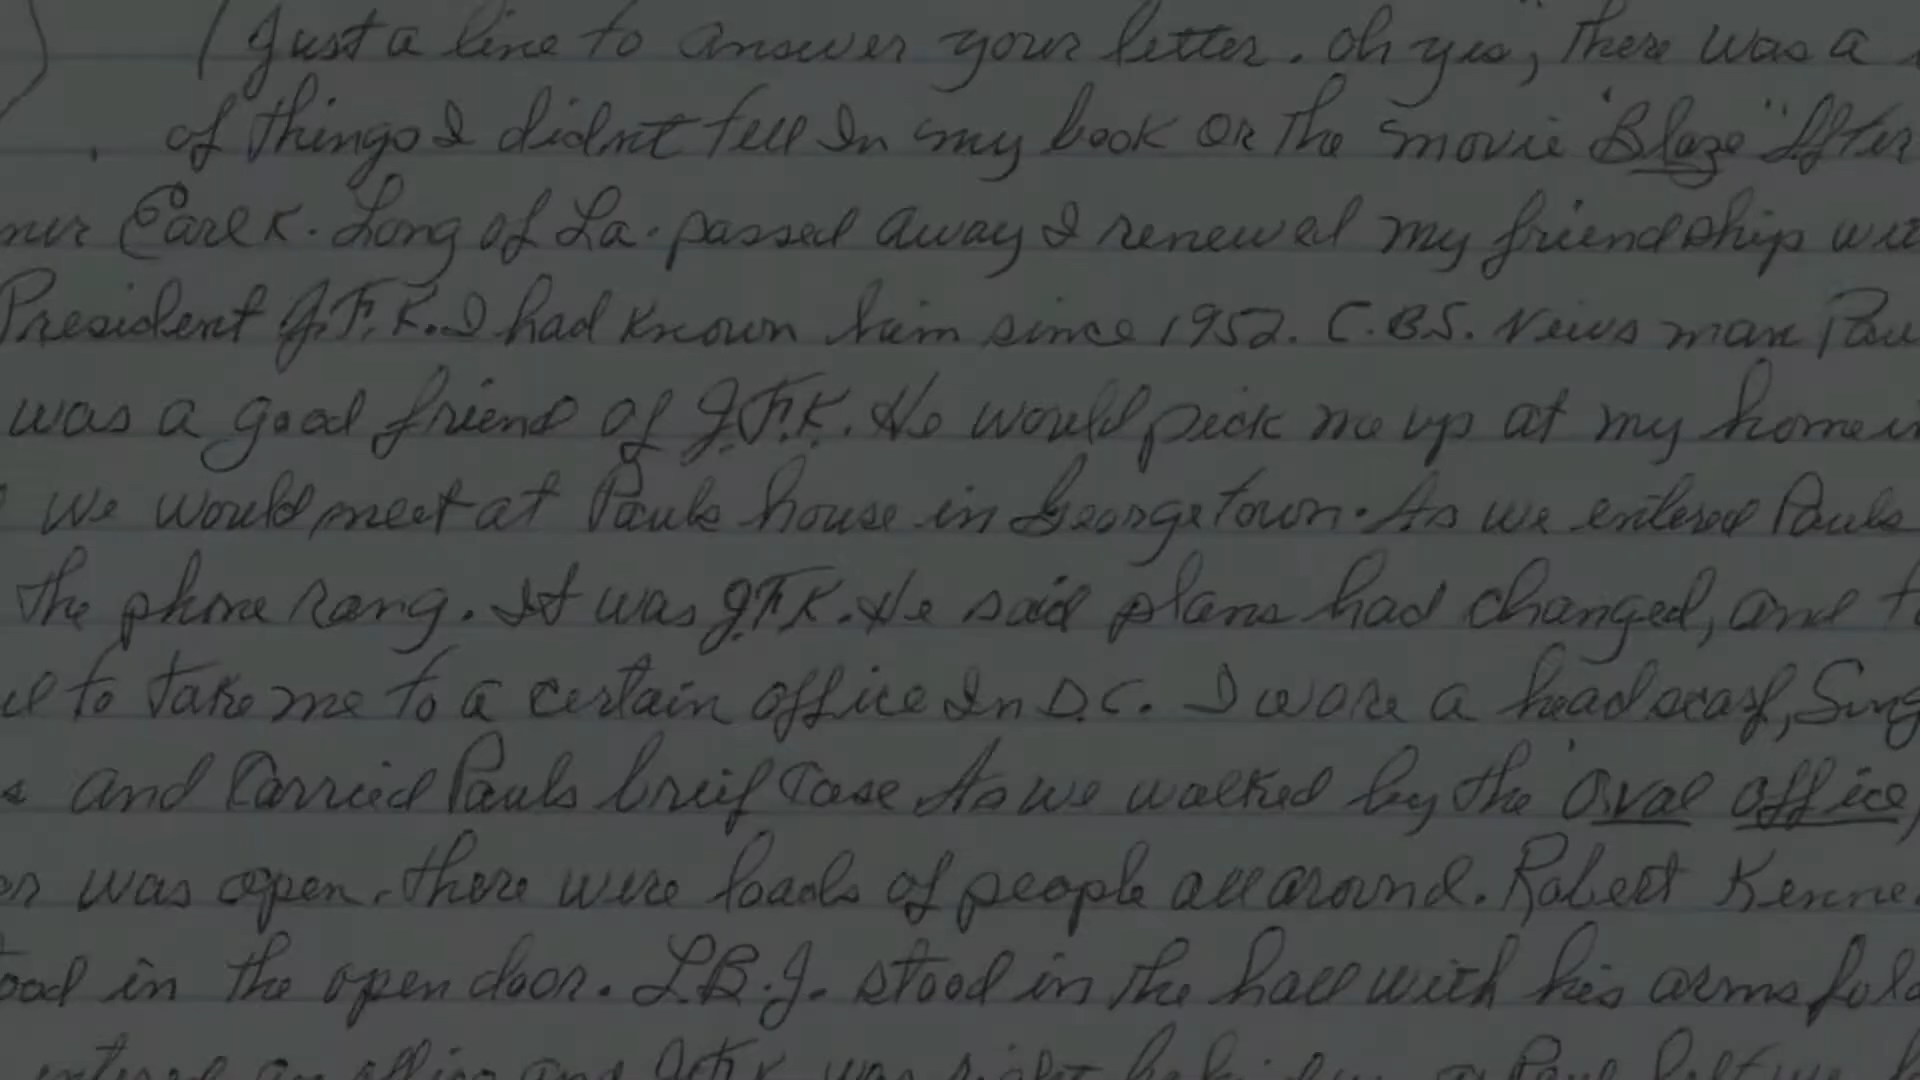 Just a line to answer your letter. Oh yes, There was a
of things I didn't tell In my book or The movie "Blaze" After
Earl K. Long of La. passed away I renewed my friendship
President J.F.K. I had known him since 1952. C.B.S. News man
was a good friend of J.F.K. He would pick me up at my home
We would meet at Pauls house in Georgetown. As we entered Pauls
The phone rang. It was J.F.K. He said plans had changed, and
to take me to a certain office In D.C. I wore a head scarf,
and Carried Pauls brief Case As we walked by the Oval office,
was open. there were loads of people all around. Robert
in the open door. L.B.J. stood in the hall with his arms